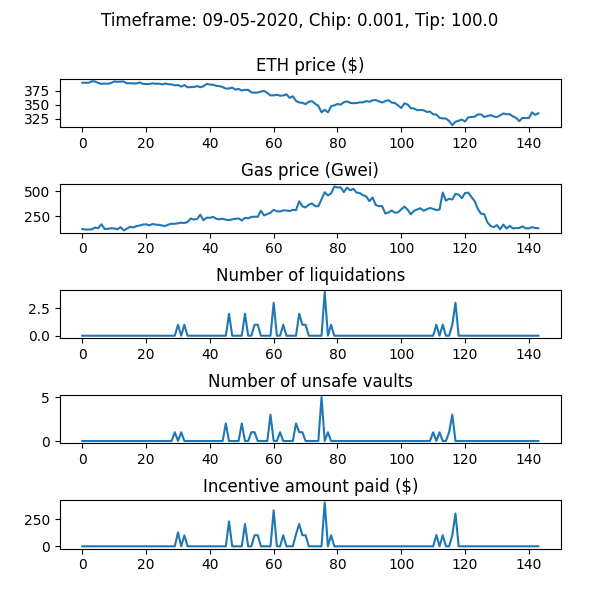 Timeframe: 09-05-2020, Chip: 0.001, Tip: 100.0
ETH price ($)
375
350
325
0 20 40 60 80 100 120 140
Gas price (Gwei)
500
250
0 20 40 60 80 100 120 140
Number of liquidations
2.5
0.0
0 20 40 60 80 100 120 140
Number of unsafe vaults
5
0
0 20 40 60 80 100 120 140
Incentive amount paid ($)
250
0
0 20 40 60 80 100 120 140